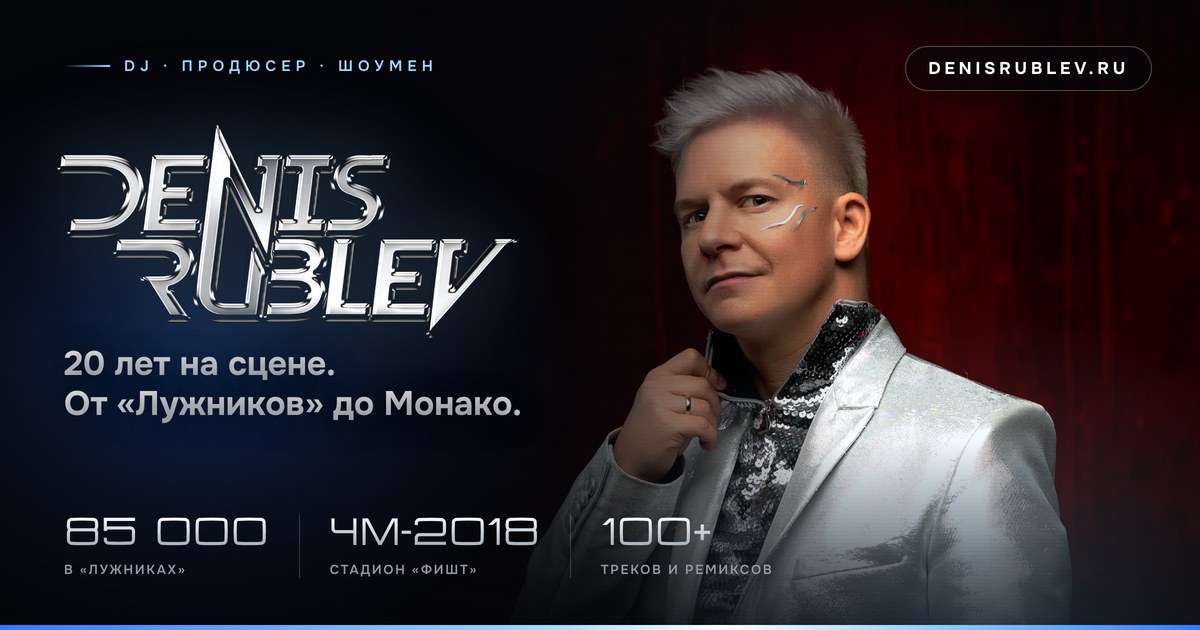 DJ · ПРОДЮСЕР · ШОУМЕН
DENISRUBLEV.RU
DENIS
RUBLEV
20 лет на сцене.
От «Лужников» до Монако.
85 000
В «ЛУЖНИКАХ»
ЧМ-2018
СТАДИОН «ФИШТ»
100+
ТРЕКОВ И РЕМИКСОВ